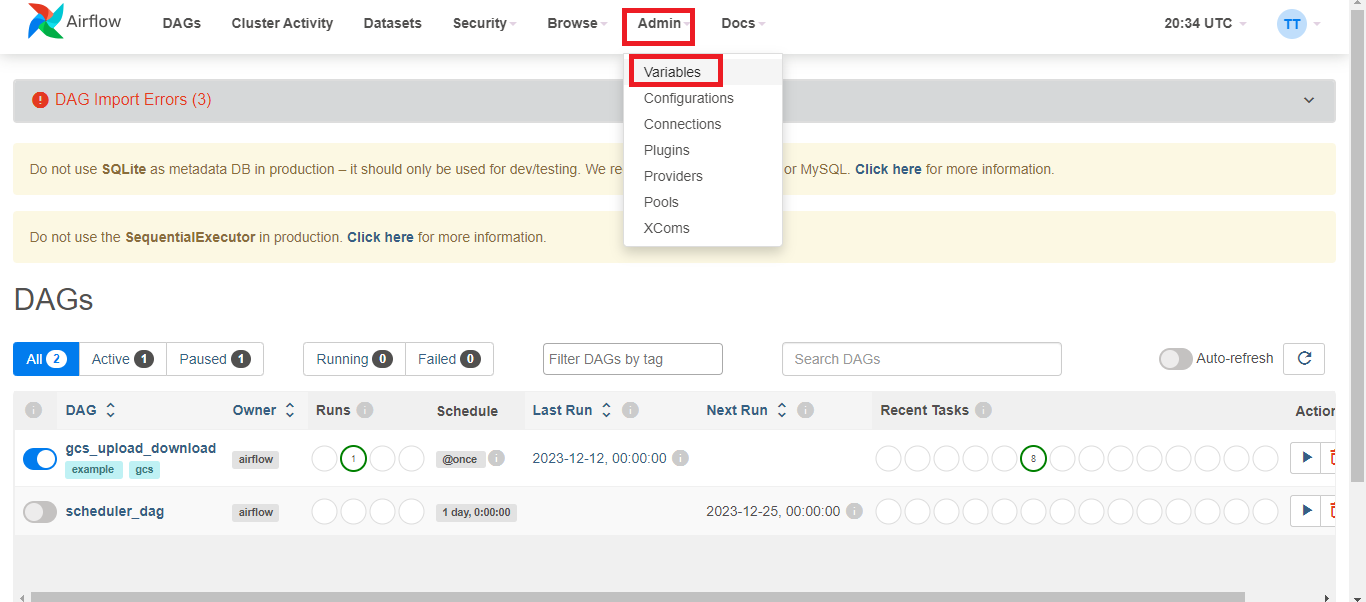 Airflow DAGs Cluster Activity Datasets Security Browse Admin Docs 20:34 UTC TT
Variables
Configurations
Connections
Plugins
Providers
Pools
XComs
! DAG Import Errors (3)
Do not use SQLite as metadata DB in production – it should only be used for dev/testing. We re or MySQL. Click here for more information.
Do not use the SequentialExecutor in production. Click here for more information.
DAGs
All 2 Active 1 Paused 1 Running 0 Failed 0 Filter DAGs by tag Search DAGs Auto-refresh
i DAG Owner Runs i Schedule Last Run i Next Run i Recent Tasks i Action
gcs_upload_download
example gcs
airflow 1 @once i 2023-12-12, 00:00:00 i 8
scheduler_dag airflow 1 day, 0:00:00 2023-12-25, 00:00:00 i